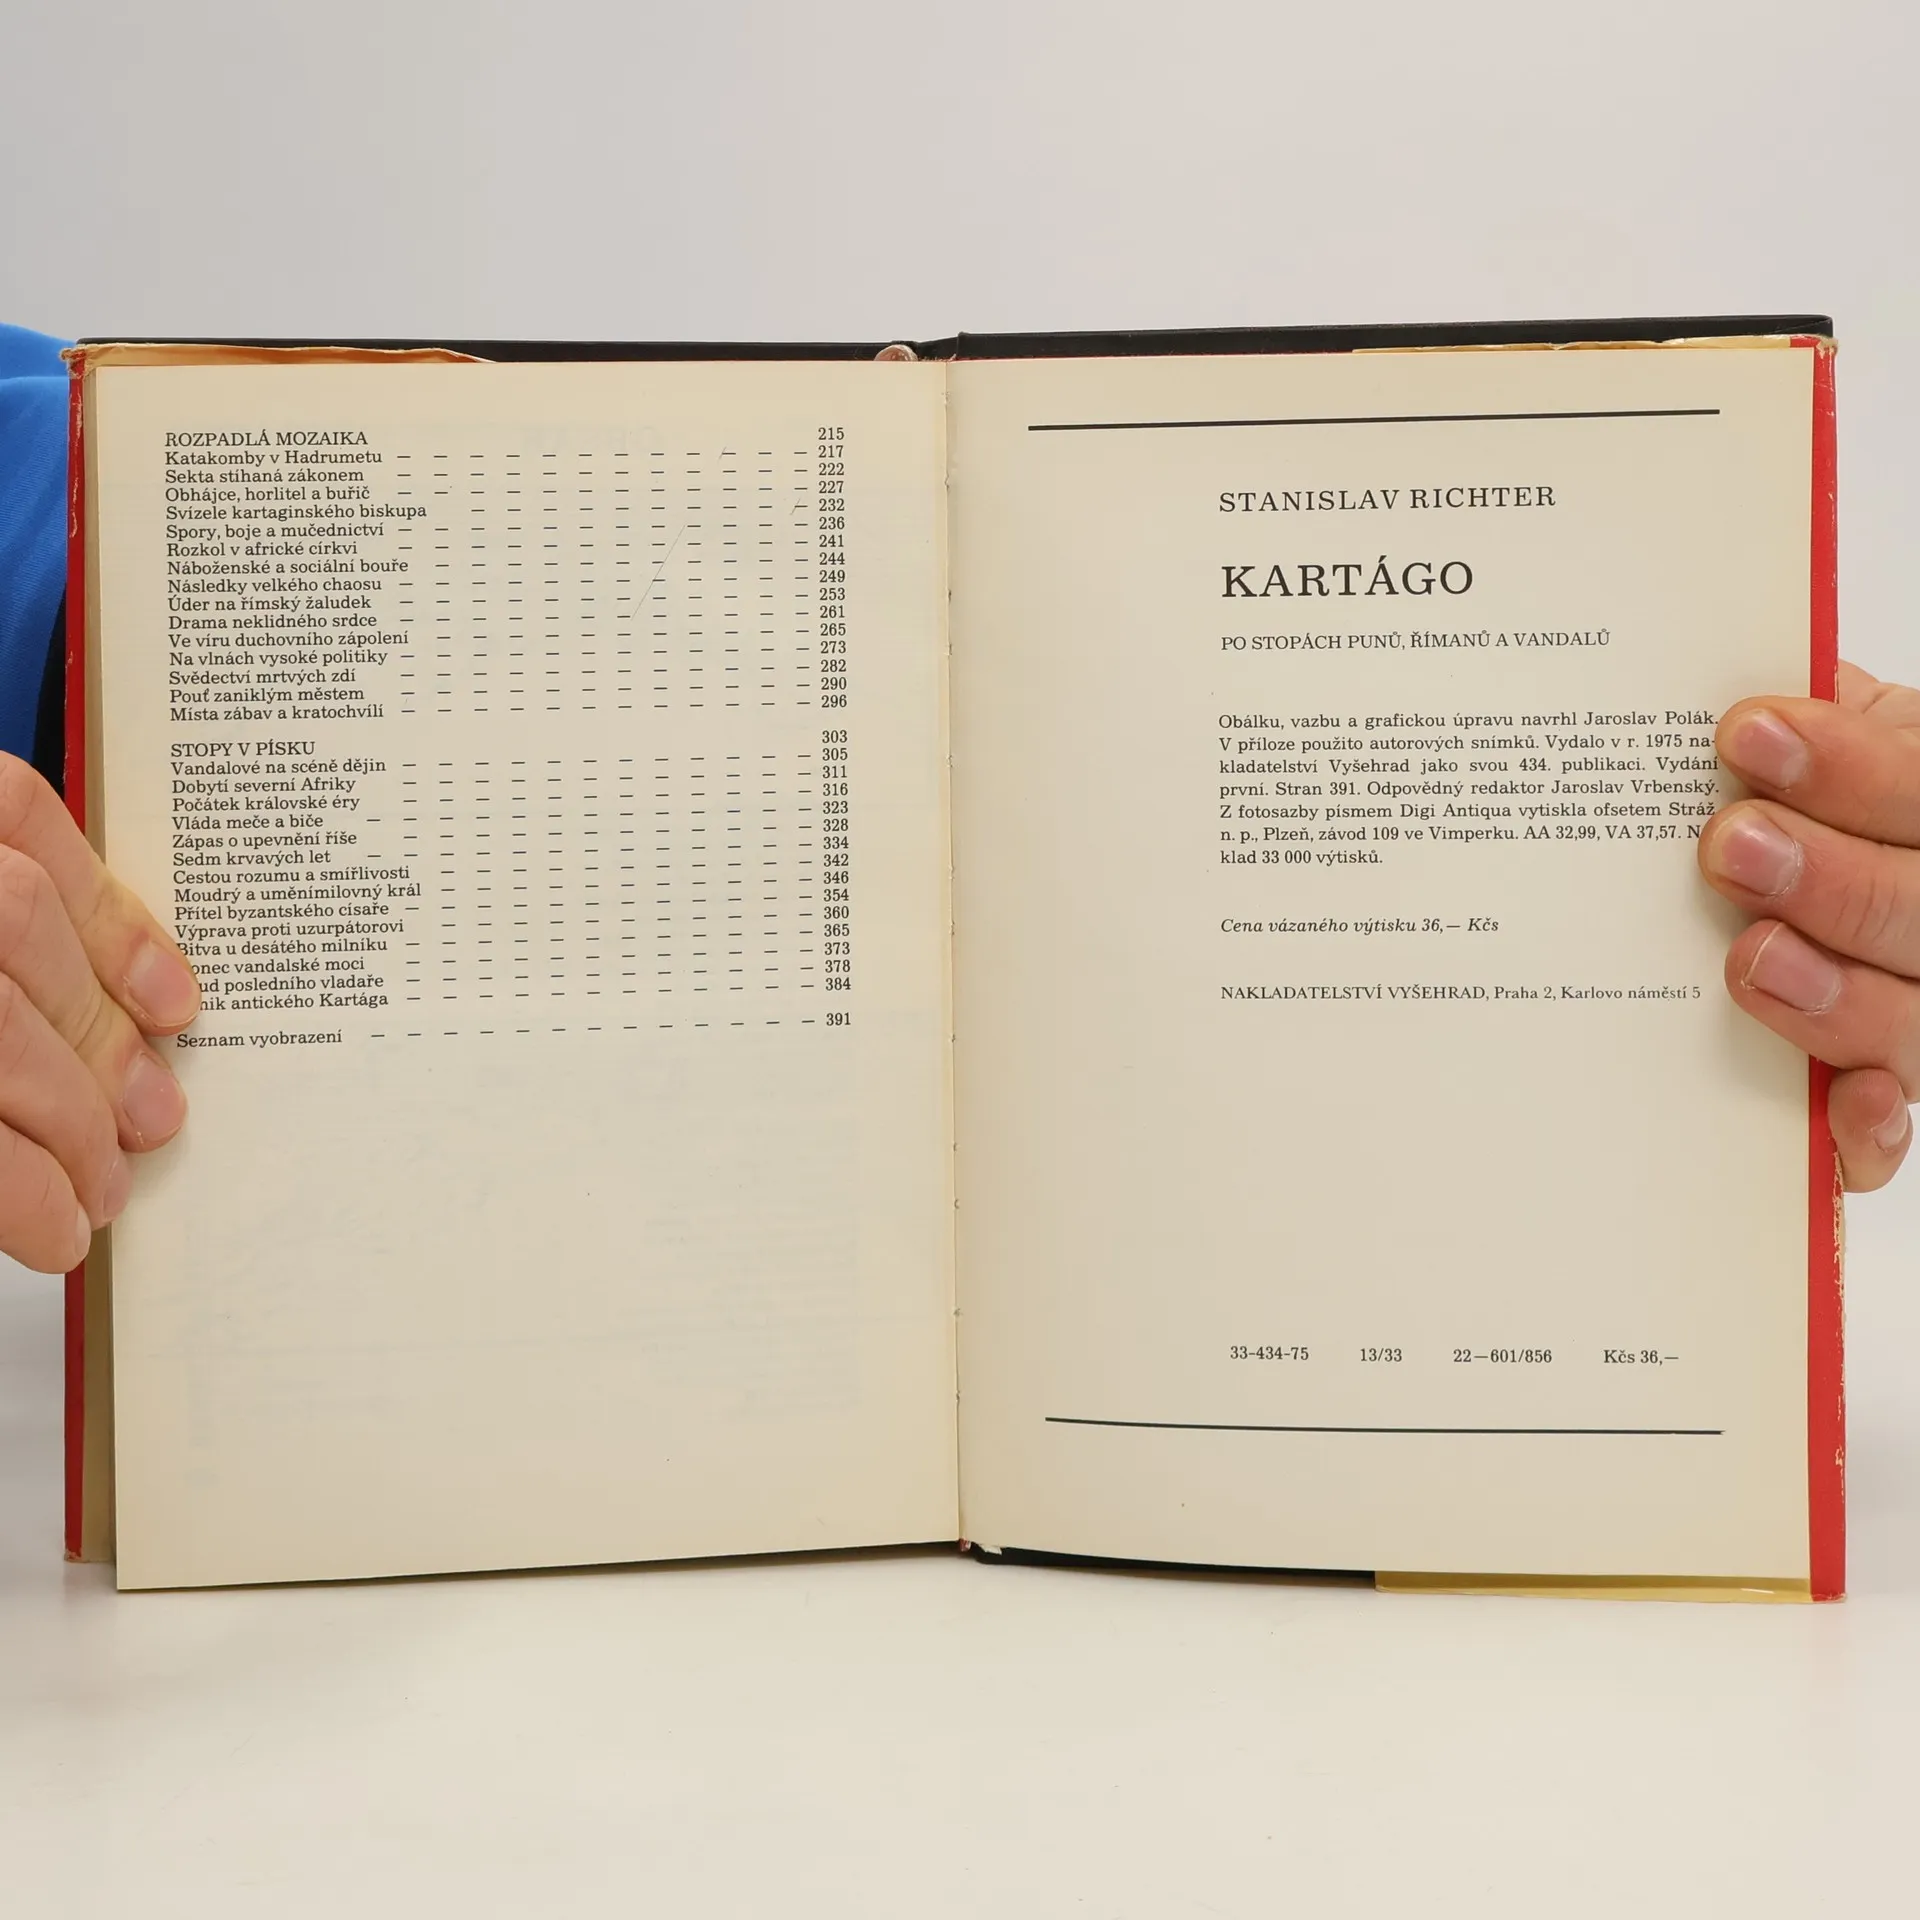 ROZPADLÁ MOZAIKA 215
Katakomby v Hadrumetu — — — — — — — — — — — — 217
Sekta stíhaná zákonem — — — — — — — — — — — — 222
Obhájce, horlitel a buřič — — — — — — — — — — — — 227
Svízele kartaginského biskupa — — — — — — — — — — 232
Spory, boje a mučednictví — — — — — — — — — — — — 236
Rozkol v africké církvi — — — — — — — — — — — — 241
Náboženské a sociální bouře — — — — — — — — — — — 244
Následky velkého chaosu — — — — — — — — — — — — 249
Úder na římský žaludek — — — — — — — — — — — — 253
Drama neklidného srdce — — — — — — — — — — — — 261
Ve víru duchovního zápolení — — — — — — — — — — — 265
Na vlnách vysoké politiky — — — — — — — — — — — — 273
Svědectví mrtvých zdí — — — — — — — — — — — — 282
Pouť zaniklým městem — — — — — — — — — — — — 290
Místa zábav a kratochvílí — — — — — — — — — — — — 296
STOPY V PÍSKU 303
Vandalové na scéně dějin — — — — — — — — — — — — 305
Dobytí severní Afriky — — — — — — — — — — — — 311
Počátek královské éry — — — — — — — — — — — — 316
Vláda meče a biče — — — — — — — — — — — — — 323
Zápas o upevnění říše — — — — — — — — — — — — 328
Sedm krvavých let — — — — — — — — — — — — — 334
Cestou rozumu a smířlivosti — — — — — — — — — — — 342
Moudrý a uměnímilovný král — — — — — — — — — — — 346
Přítel byzantského císaře — — — — — — — — — — — — 354
Výprava proti uzurpátorovi — — — — — — — — — — — 360
Bitva u desátého milníku — — — — — — — — — — — — 365
vandalské moci — — — — — — — — — — — — 373
posledního vladaře — — — — — — — — — — — — 378
antického Kartága — — — — — — — — — — — — 384
Seznam vyobrazení — — — — — — — — — — — — — 391
STANISLAV RICHTER
KARTÁGO
PO STOPÁCH PUNŮ, ŘÍMANŮ A VANDALŮ
Obálku, vazbu a grafickou úpravu navrhl Jaroslav Polák.
V příloze použito autorových snímků. Vydalo v r. 1975 na-
kladatelství Vyšehrad jako svou 434. publikaci. Vydání
první. Stran 391. Odpovědný redaktor Jaroslav Vrbenský.
Z fotosazby písmem Digi Antiqua vytiskla ofsetem Stráž
n. p., Plzeň, závod 109 ve Vimperku. AA 32,99, VA 37,57.
klad 33 000 výtisků.
Cena vázaného výtisku 36,— Kčs
NAKLADATELSTVÍ VYŠEHRAD, Praha 2, Karlovo náměstí 5
33-434-75 13/33 22—601/856 Kčs 36,—